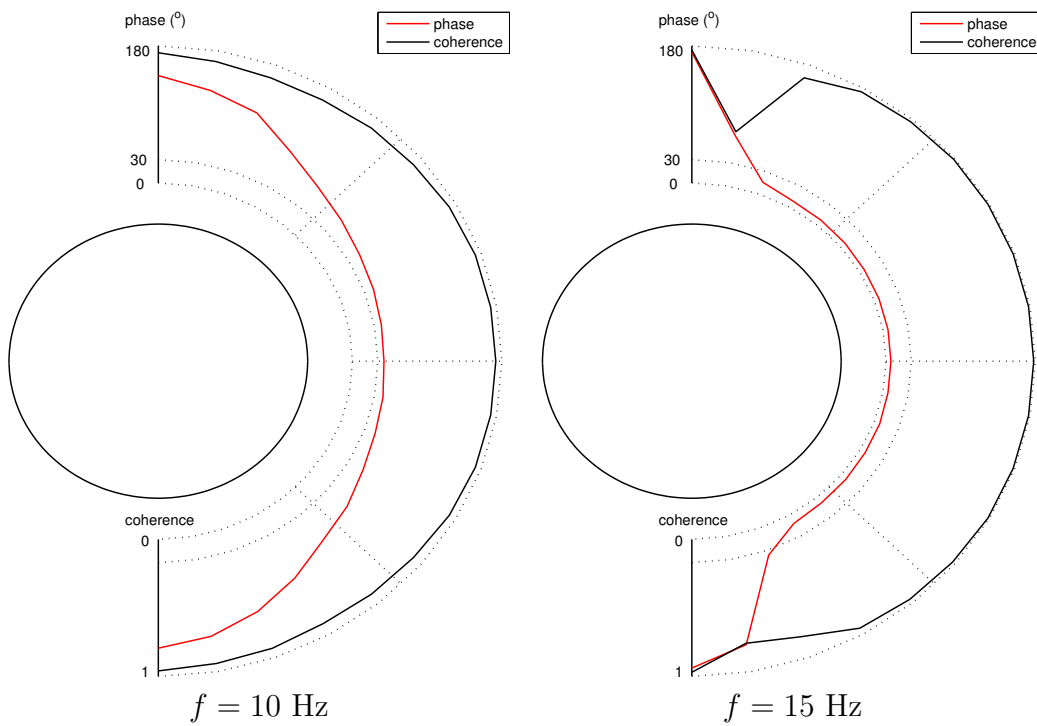 phase (º)
phase
coherence
180
30
0
coherence
0
1
f = 10 Hz
phase (º)
phase
coherence
180
30
0
coherence
0
1
f = 15 Hz